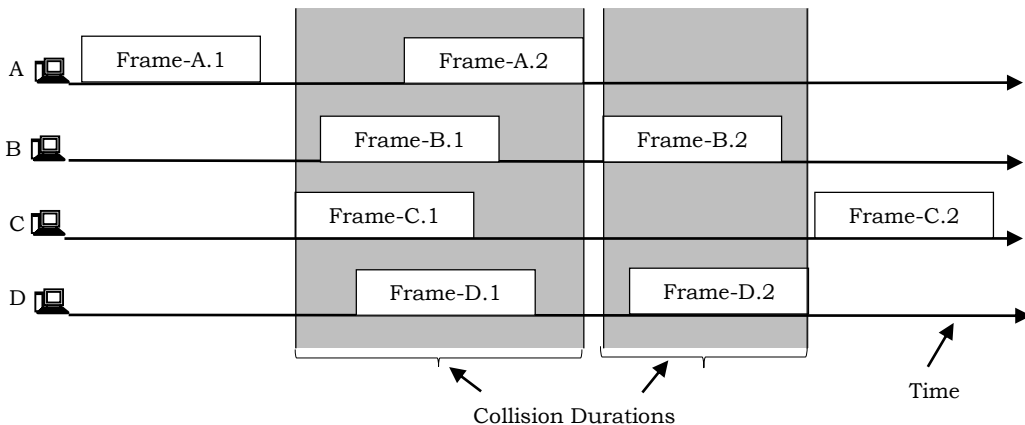 A
Frame-A.1
Frame-A.2
B
Frame-B.1
Frame-B.2
C
Frame-C.1
Frame-C.2
D
Frame-D.1
Frame-D.2
Time
Collision Durations